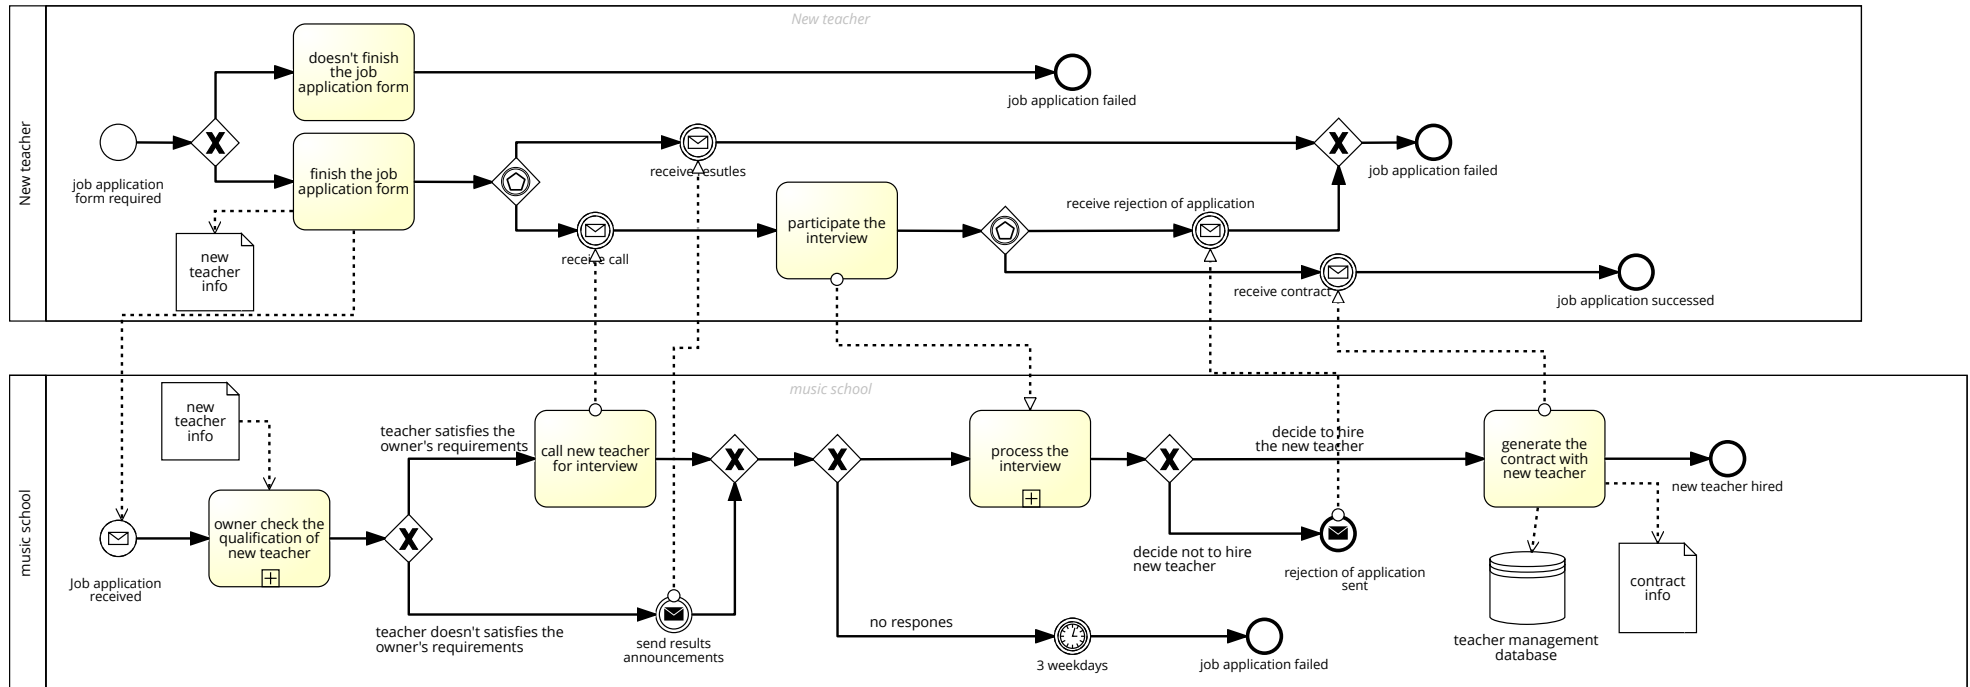 New teacher
New teacher
doesn't finish
the job
application form
job application failed
job application
form required
finish the job
application form
new
teacher
info
receive resutles
receive call
participate the
interview
receive rejection of application
receive contract
job application failed
job application successed
music school
music school
new
teacher
info
Job application
received
owner check the
qualification of
new teacher
teacher satisfies the
owner's requirements
call new teacher
for interview
teacher doesn't satisfies the
owner's requirements
send results
announcements
process the
interview
no respones
3 weekdays
job application failed
decide to hire
the new teacher
decide not to hire
new teacher
rejection of application
sent
generate the
contract with
new teacher
new teacher hired
teacher management
database
contract
info